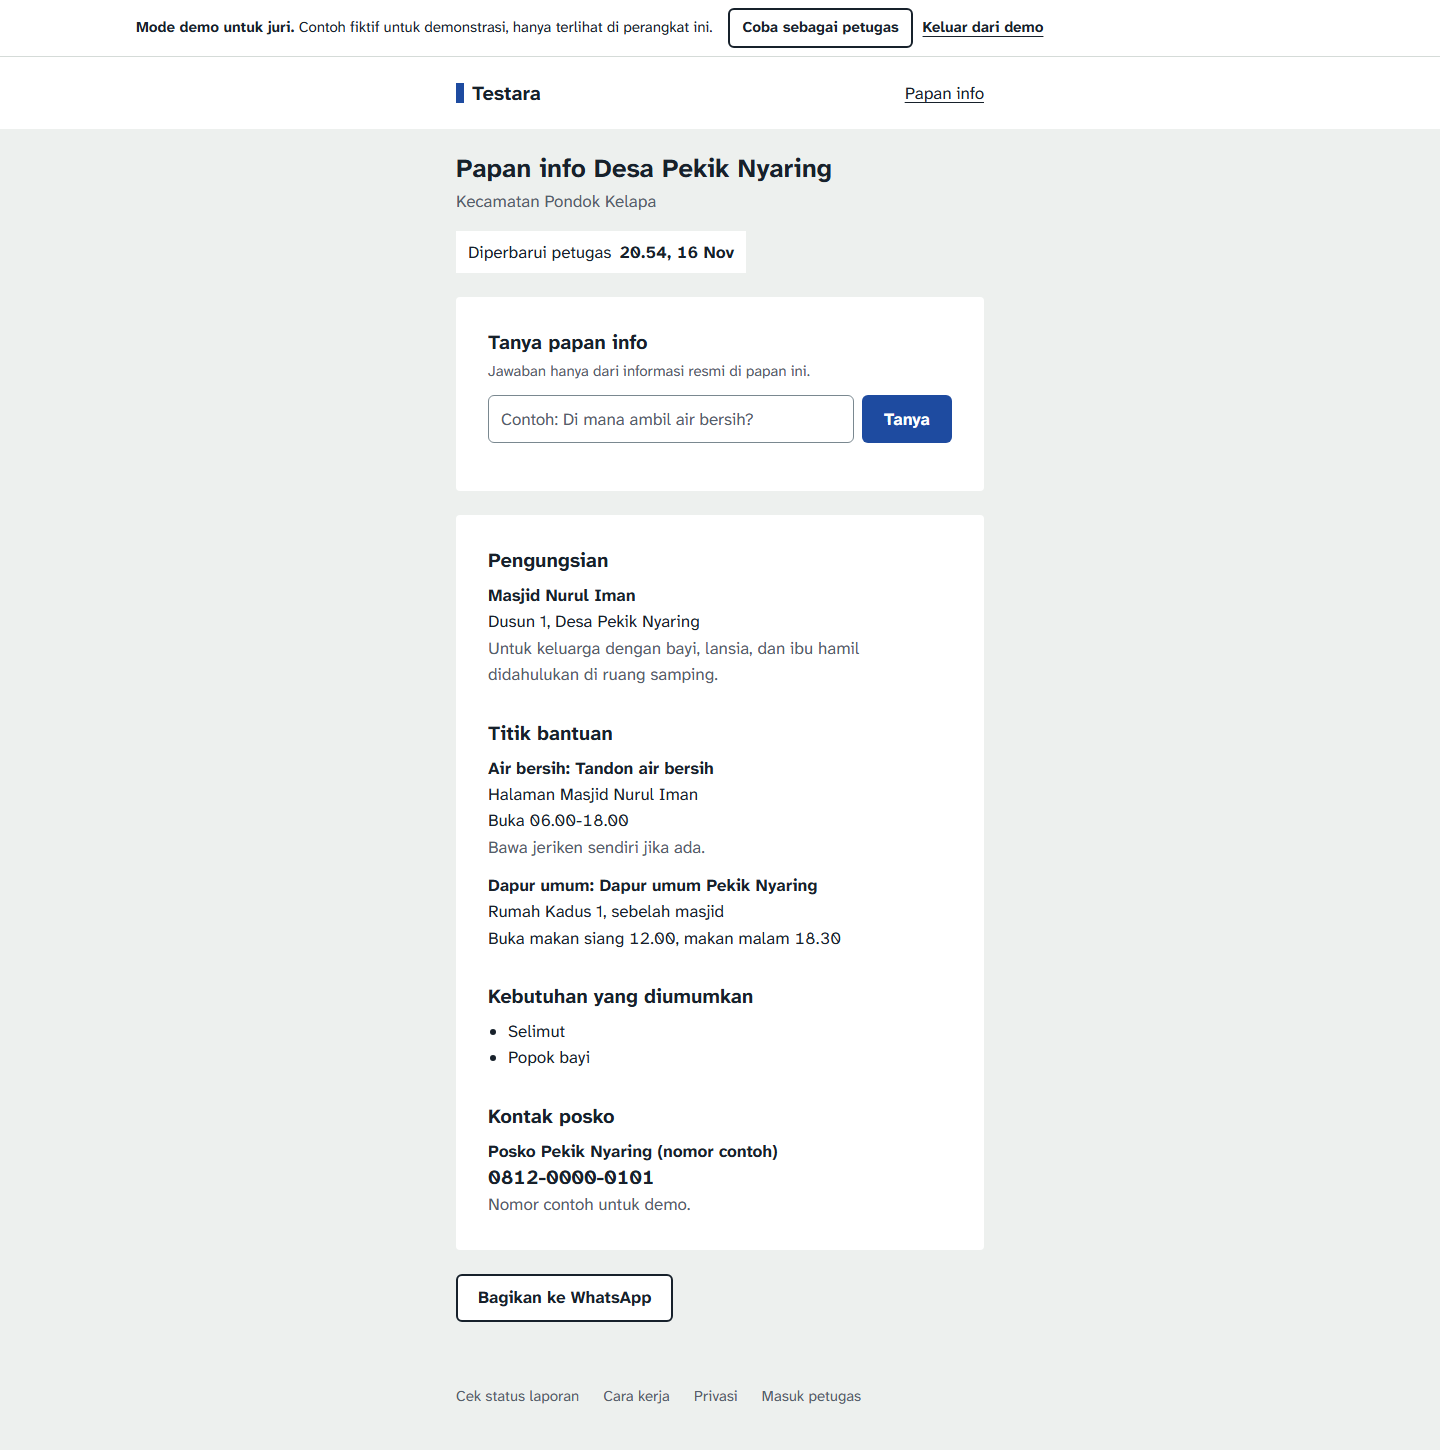 Mode demo untuk juri. Contoh fiktif untuk demonstrasi, hanya terlihat di perangkat ini. Coba sebagai petugas Keluar dari demo
Testara Papan info
Papan info Desa Pekik Nyaring
Kecamatan Pondok Kelapa
Diperbarui petugas 20.54, 16 Nov
Tanya papan info
Jawaban hanya dari informasi resmi di papan ini.
Contoh: Di mana ambil air bersih? Tanya
Pengungsian
Masjid Nurul Iman
Dusun 1, Desa Pekik Nyaring
Untuk keluarga dengan bayi, lansia, dan ibu hamil
didahulukan di ruang samping.
Titik bantuan
Air bersih: Tandon air bersih
Halaman Masjid Nurul Iman
Buka 06.00-18.00
Bawa jeriken sendiri jika ada.
Dapur umum: Dapur umum Pekik Nyaring
Rumah Kadus 1, sebelah masjid
Buka makan siang 12.00, makan malam 18.30
Kebutuhan yang diumumkan
• Selimut
• Popok bayi
Kontak posko
Posko Pekik Nyaring (nomor contoh)
0812-0000-0101
Nomor contoh untuk demo.
Bagikan ke WhatsApp
Cek status laporan Cara kerja Privasi Masuk petugas